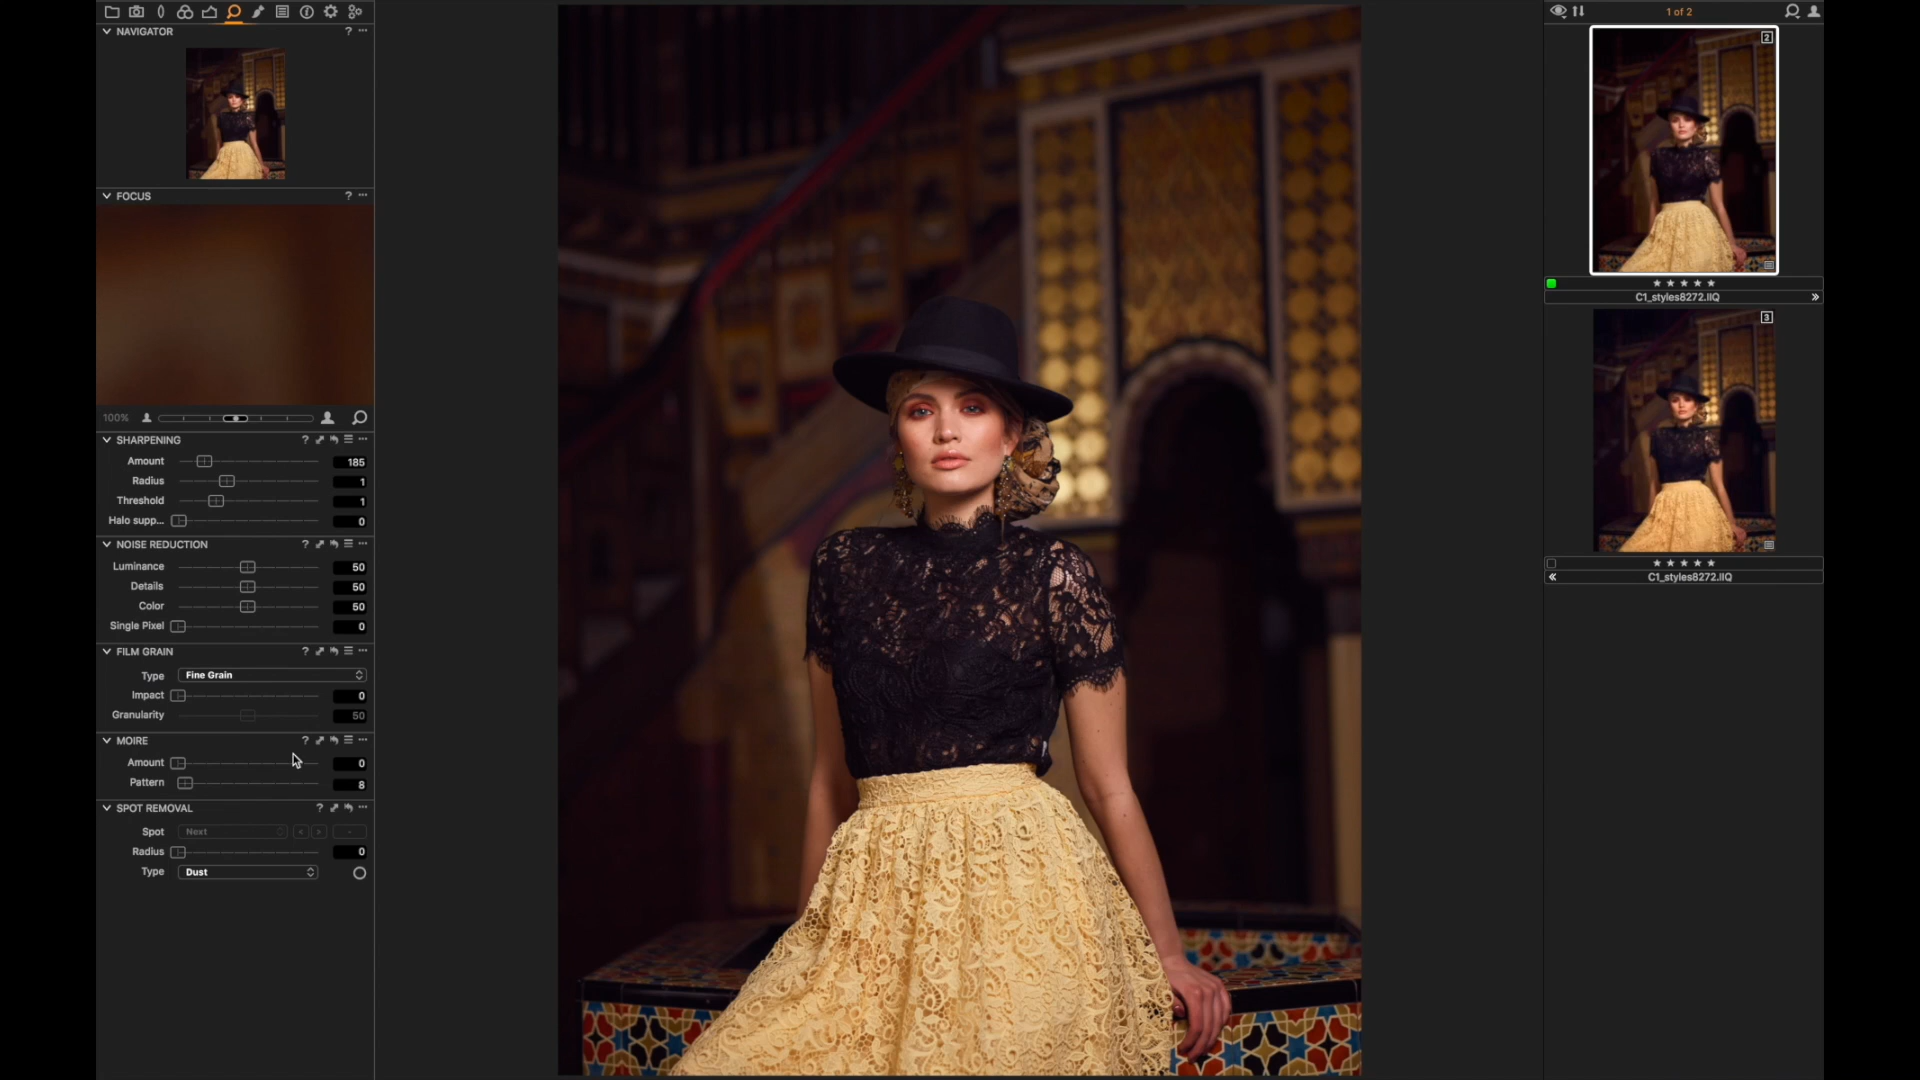 NAVIGATOR ? ...
FOCUS ? ...
100%
SHARPENING ? ...
Amount 185
Radius 1
Threshold 1
Halo supp... 0
NOISE REDUCTION ? ...
Luminance 50
Details 50
Color 50
Single Pixel 0
FILM GRAIN ? ...
Type Fine Grain
Impact 0
Granularity 50
MOIRE ? ...
Amount 0
Pattern 8
SPOT REMOVAL ? ...
Spot Next
Radius 0
Type Dust
1 of 2
2
C1_styles8272.IIQ
3
C1_styles8272.IIQ